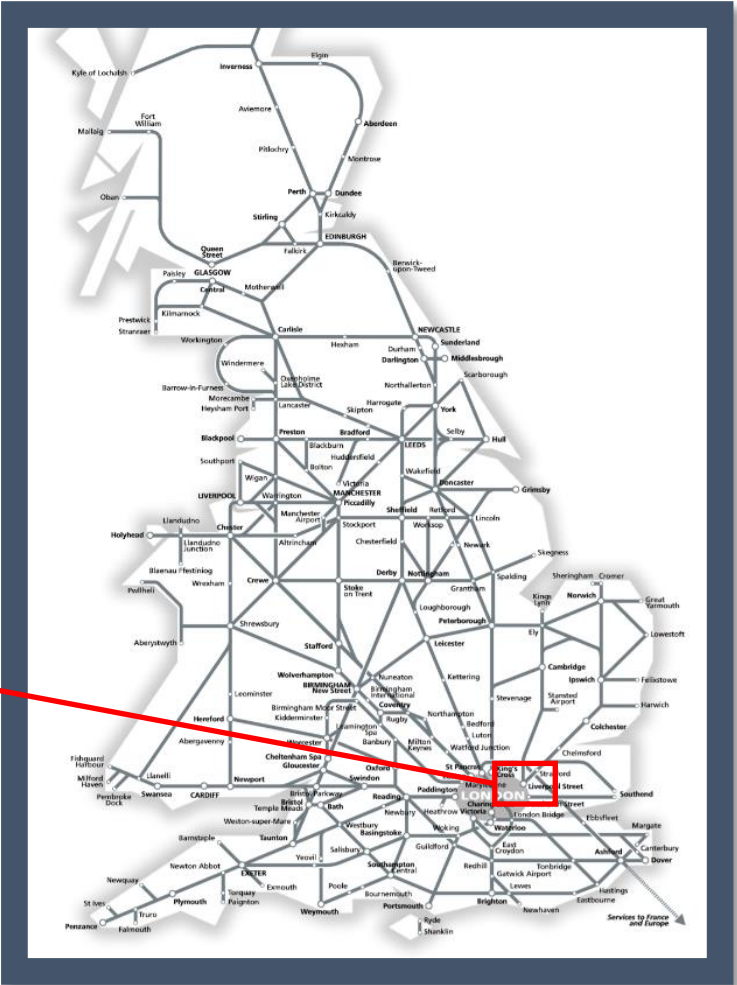 Elgin
Kyle of Lochalsh
Inverness
Aviemore
Fort
William
Mallaig
Aberdeen
Pitlochry
Montrose
Oban
Perth
Dundee
Stirling
Kirkcaldy
EDINBURGH
Queen
Street
Falkirk
Berwick-
upon-Tweed
Paisley
GLASGOW
Central
Motherwell
Prestwick
Kilmarnock
Stranraer
Carlisle
NEWCASTLE
Workington
Hexham
Sunderland
Durham
Darlington
Middlesbrough
Windermere
Scarborough
Oxenholme
Lake District
Barrow-in-Furness
Northallerton
Morecambe
Heysham Port
Lancaster
Harrogate
Skipton
York
Blackpool
Preston
Bradford
Selby
Hull
Blackburn
LEEDS
Southport
Huddersfield
Bolton
Wakefield
Wigan
Victoria
MANCHESTER
Piccadilly
Doncaster
Grimsby
LIVERPOOL
Warrington
Manchester
Airport
Sheffield
Retford
Stockport
Worksop
Lincoln
Llandudno
Chester
Holyhead
Llandudno
Junction
Altrincham
Chesterfield
Newark
Skegness
Blaenau Ffestiniog
Wrexham
Crewe
Derby
Nottingham
Spalding
Sheringham
Cromer
Pwllheli
Stoke
on Trent
Grantham
Kings
Lynn
Norwich
Great
Yarmouth
Loughborough
Shrewsbury
Peterborough
Ely
Lowestoft
Aberystwyth
Stafford
Leicester
Wolverhampton
Nuneaton
Kettering
Cambridge
BIRMINGHAM
New Street
Birmingham
International
Ipswich
Felixstowe
Leominster
Stevenage
Stansted
Airport
Birmingham Moor Street
Coventry
Harwich
Kidderminster
Rugby
Northampton
Hereford
Leamington
Spa
Bedford
Colchester
Abergavenny
Worcester
Banbury
Milton
Keynes
Luton
Watford Junction
Chelmsford
Fishguard
Harbour
Cheltenham Spa
Gloucester
Oxford
St Pancras
King's
Cross
Stratford
Milford
Haven
Llanelli
Newport
Swindon
Paddington
Liverpool Street
Pembroke
Dock
Swansea
CARDIFF
Bristol Parkway
Reading
LONDON
Southend
Bristol
Temple Meads
Bath
Newbury
Heathrow
Victoria
Charing
London Bridge
Ebbsfleet
Weston-super-Mare
Westbury
Basingstoke
Woking
Waterloo
Margate
Barnstaple
Taunton
Salisbury
Guildford
East
Croydon
Ashford
Canterbury
Dover
Newton Abbot
Yeovil
Southampton
Central
Redhill
Tonbridge
Gatwick Airport
EXETER
Newquay
Torquay
Paignton
Exmouth
Poole
Bournemouth
Lewes
Hastings
Eastbourne
St Ives
Plymouth
Portsmouth
Brighton
Newhaven
Truro
Weymouth
Penzance
Falmouth
Ryde
Shanklin
Services to France
and Europe